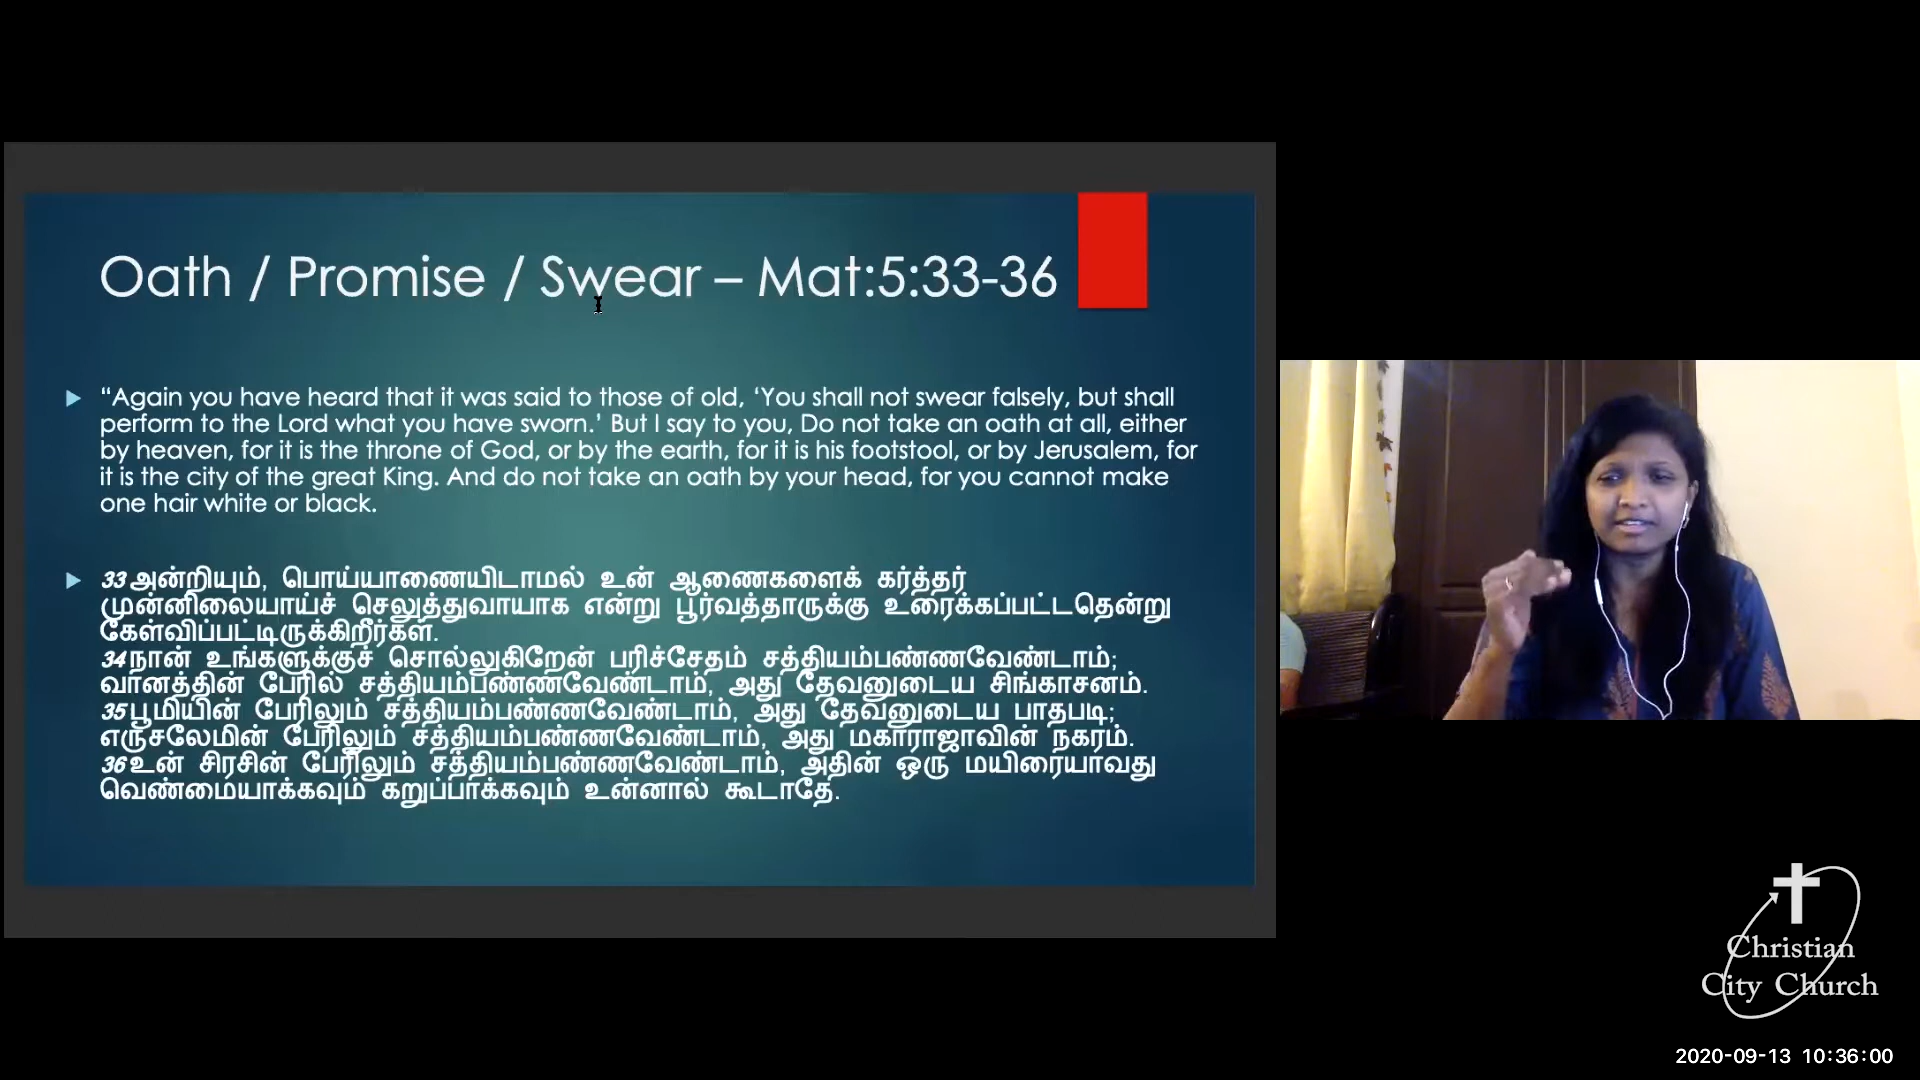 Oath / Promise / Swear – Mat:5:33-36
“Again you have heard that it was said to those of old, ‘You shall not swear falsely, but shall
perform to the Lord what you have sworn.’ But I say to you, Do not take an oath at all, either
by heaven, for it is the throne of God, or by the earth, for it is his footstool, or by Jerusalem, for
it is the city of the great King. And do not take an oath by your head, for you cannot make
one hair white or black.
33அன்றியும், பொய்யாணையிடாமல் உன் ஆணைகளைக் கர்த்தர்
முன்னிலையாய்ச் செலுத்துவாயாக என்று பூர்வத்தாருக்கு உரைக்கப்பட்டதென்று
கேள்விப்பட்டிருக்கிறீர்கள்.
34நான் உங்களுக்குச் சொல்லுகிறேன் பரிச்சேதம் சத்தியம்பண்ணவேண்டாம்;
வானத்தின் பேரில் சத்தியம்பண்ணவேண்டாம், அது தேவனுடைய சிங்காசனம்.
35பூமியின் பேரிலும் சத்தியம்பண்ணவேண்டாம், அது தேவனுடைய பாதபடி;
எருசலேமின் பேரிலும் சத்தியம்பண்ணவேண்டாம், அது மகாராஜாவின் நகரம்.
36உன் சிரசின் பேரிலும் சத்தியம்பண்ணவேண்டாம், அதின் ஒரு மயிரையாவது
வெண்மையாக்கவும் கறுப்பாக்கவும் உன்னால் கூடாதே.
Christian
City Church
2020-09-13 10:36:00